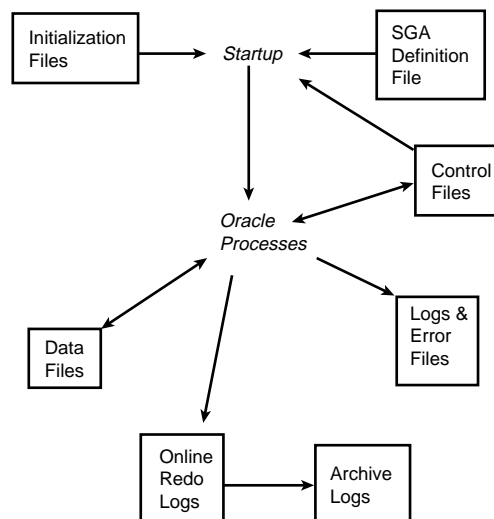 Initialization
Files
Startup
SGA
Definition
File
Control
Files
Oracle
Processes
Data
Files
Logs &
Error
Files
Online
Redo
Logs
Archive
Logs